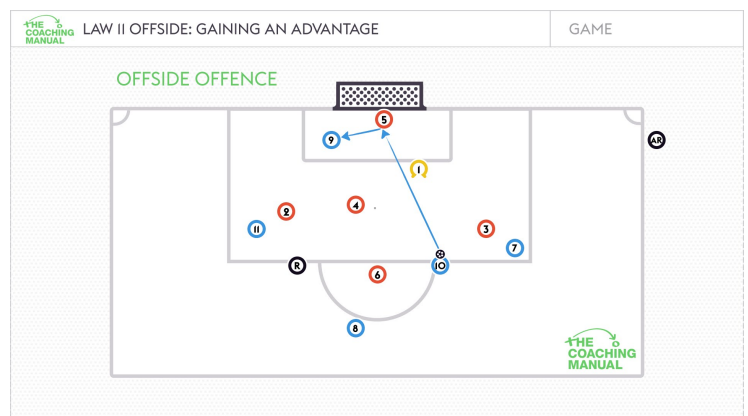 THE
COACHING
MANUAL
LAW 11 OFFSIDE: GAINING AN ADVANTAGE
GAME
OFFSIDE OFFENCE
5
9
AR
1
4
2
11
3
7
R
10
6
8
THE
COACHING
MANUAL